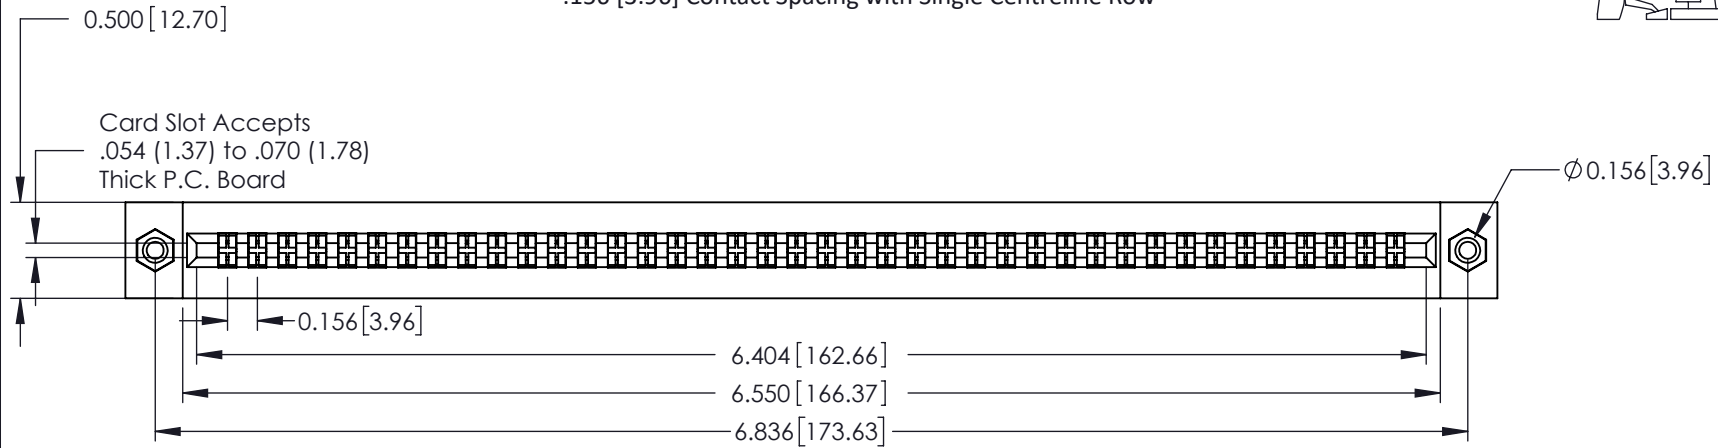 .156 [3.96] Contact Spacing with Single Centreline Row
0.500 [12.70]
Card Slot Accepts
.054 (1.37) to .070 (1.78)
Thick P.C. Board
Ø0.156[3.96]
0.156[3.96]
6.404[162.66]
6.550[166.37]
6.836[173.63]